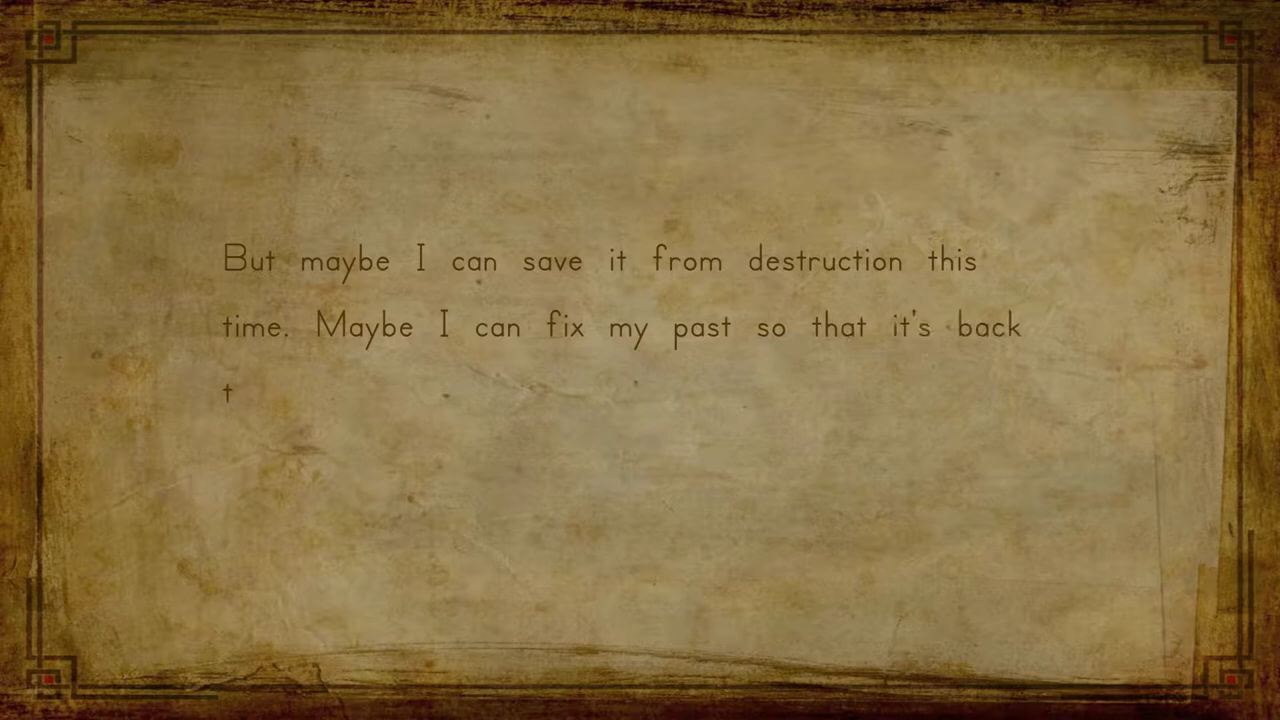 But maybe I can save it from destruction this
time. Maybe I can fix my past so that it's back
t